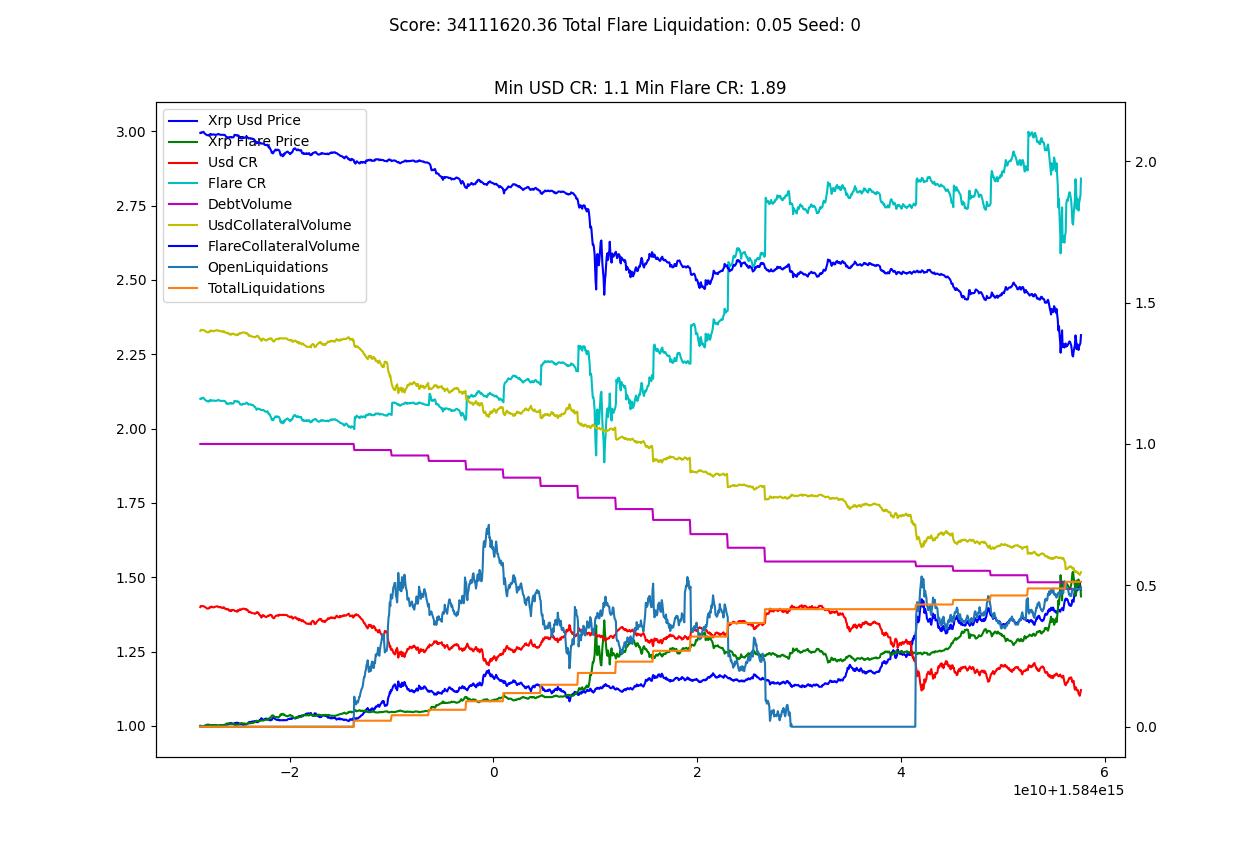 Score: 34111620.36 Total Flare Liquidation: 0.05 Seed: 0
Min USD CR: 1.1 Min Flare CR: 1.89
Xrp Usd Price
Xrp Flare Price
Usd CR
Flare CR
DebtVolume
UsdCollateralVolume
FlareCollateralVolume
OpenLiquidations
TotalLiquidations
3.00
2.75
2.50
2.25
2.00
1.75
1.50
1.25
1.00
2.0
1.5
1.0
0.5
0.0
−2 0 2 4 6
1e10+1.584e15